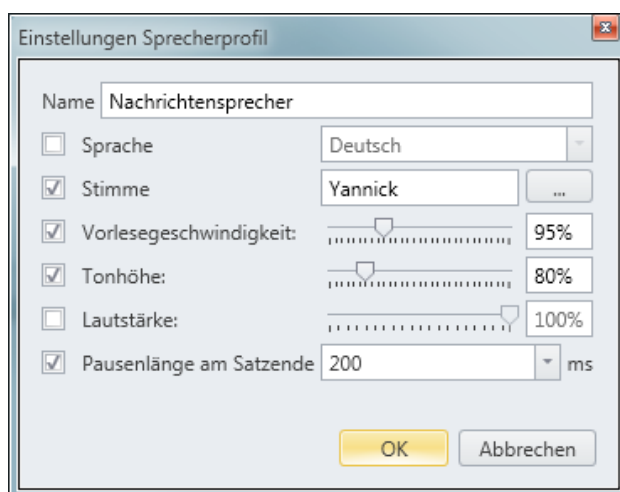 Einstellungen Sprecherprofil
Name Nachrichtensprecher
Sprache Deutsch
Stimme Yannick ...
Vorlesegeschwindigkeit: 95%
Tonhöhe: 80%
Lautstärke: 100%
Pausenlänge am Satzende 200 ms
OK Abbrechen